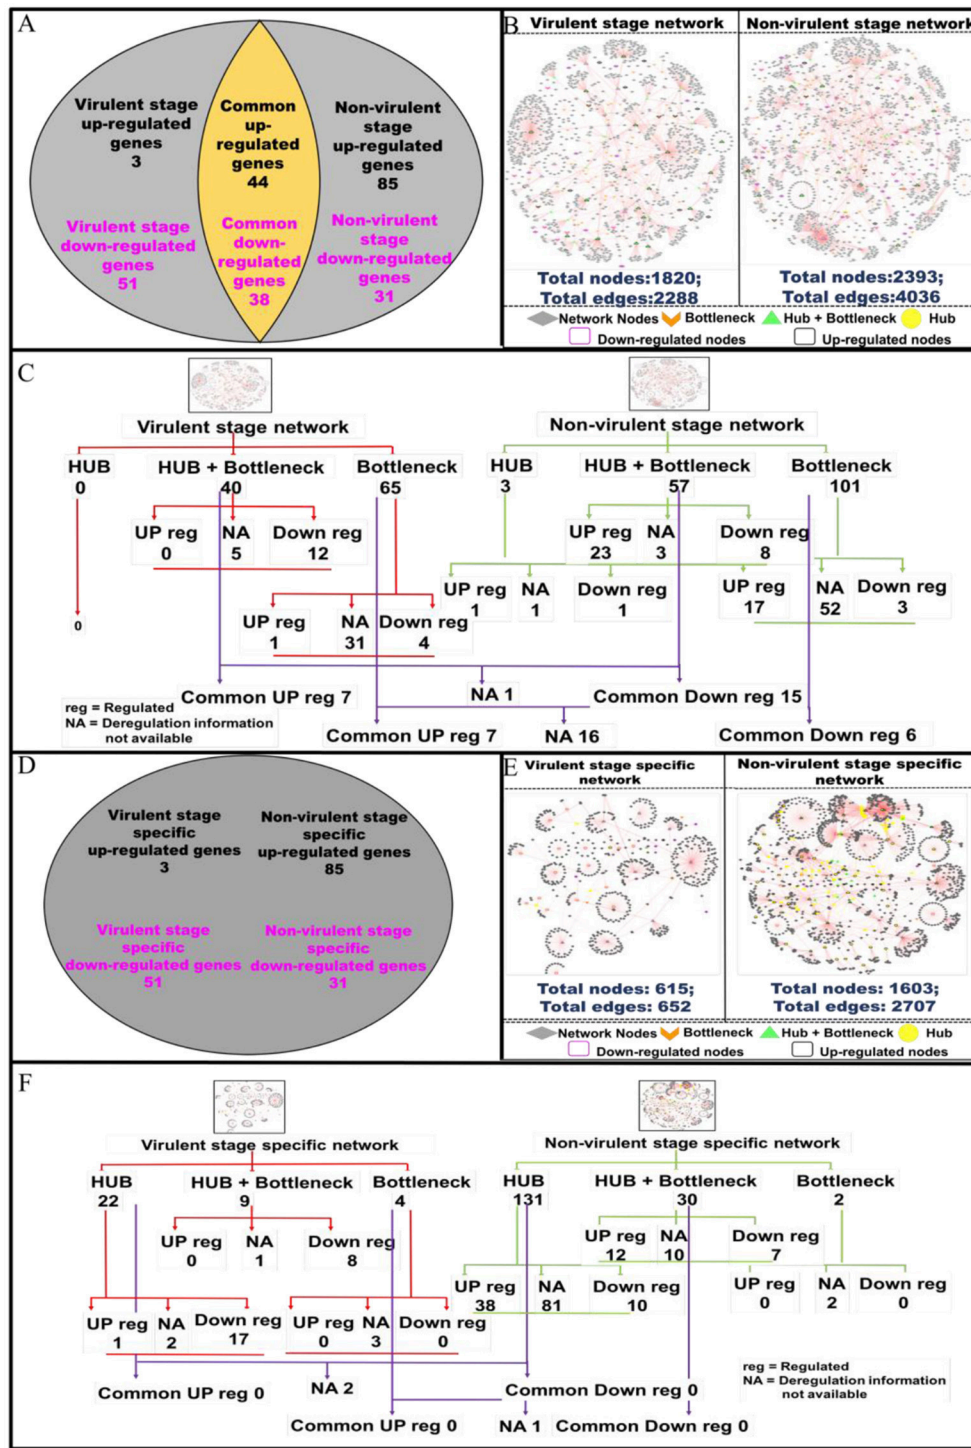 A
Virulent stage
up-regulated
genes
3
Common
up-
regulated
genes
44
Non-virulent
stage
up-regulated
genes
85
Virulent stage
down-regulated
genes
51
Common
down-
regulated
genes
38
Non-virulent
stage
down-regulated
genes
31
B
Virulent stage network
Non-virulent stage network
Total nodes:1820;
Total edges:2288
Total nodes:2393;
Total edges:4036
Network Nodes Bottleneck Hub + Bottleneck Hub
Down-regulated nodes Up-regulated nodes
C
Virulent stage network
Non-virulent stage network
HUB
0
HUB + Bottleneck
40
Bottleneck
65
HUB
3
HUB + Bottleneck
57
Bottleneck
101
UP reg
0
NA
5
Down reg
12
UP reg
23
NA
3
Down reg
8
0
UP reg
1
NA
31
Down reg
4
UP reg
1
NA
1
Down reg
1
UP reg
17
NA
52
Down reg
3
Common UP reg 7
NA 1
Common Down reg 15
reg = Regulated
NA = Deregulation information
not available
Common UP reg 7
NA 16
Common Down reg 6
D
Virulent stage
specific
up-regulated genes
3
Non-virulent stage
specific
up-regulated genes
85
Virulent stage
specific
down-regulated genes
51
Non-virulent stage
specific
down-regulated genes
31
E
Virulent stage specific
network
Non-virulent stage specific
network
Total nodes: 615;
Total edges: 652
Total nodes: 1603;
Total edges: 2707
Network Nodes Bottleneck Hub + Bottleneck Hub
Down-regulated nodes Up-regulated nodes
F
Virulent stage specific network
Non-virulent stage specific network
HUB
22
HUB + Bottleneck
9
Bottleneck
4
HUB
131
HUB + Bottleneck
30
Bottleneck
2
UP reg
0
NA
1
Down reg
8
UP reg
12
NA
10
Down reg
7
UP reg
1
NA
2
Down reg
17
UP reg
0
NA
3
Down reg
0
UP reg
38
NA
81
Down reg
10
UP reg
0
NA
2
Down reg
0
Common UP reg 0
NA 2
Common Down reg 0
reg = Regulated
NA = Deregulation information
not available
Common UP reg 0
NA 1
Common Down reg 0